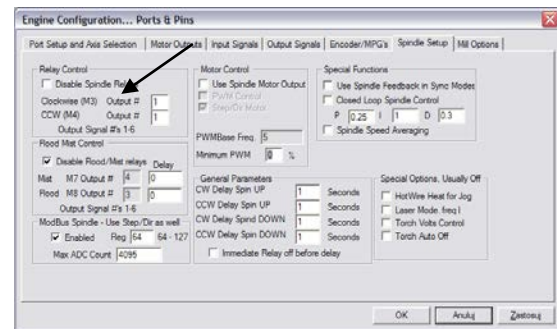 Engine Configuration... Ports & Pins
Port Setup and Axis Selection | Motor Outputs | Input Signals | Output Signals | Encoder/MPG's | Spindle Setup | Mill Options
Relay Control
Disable Spindle Relays
Clockwise (M3) Output # 1
CCW (M4) Output # 1
Output Signal #'s 1-6
Flood Mist Control
Disable Flood/Mist relays Delay
Mist M7 Output # 4 0
Flood M8 Output # 3 0
Output Signal #'s 1-6
ModBus Spindle - Use Step/Dir as well
Enabled Reg 64 64 - 127
Max ADC Count 4095
Motor Control
Use Spindle Motor Output
PWM Control
Step/Dir Motor
PWMBase Freq. 5
Minimum PWM 0 %
General Parameters
CW Delay Spin UP 1 Seconds
CCW Delay Spin UP 1 Seconds
CW Delay Spind DOWN 1 Seconds
CCW Delay Spin DOWN 1 Seconds
Immediate Relay off before delay
Special Functions
Use Spindle Feedback in Sync Modes
Closed Loop Spindle Control
P 0.25 I 1 D 0.3
Spindle Speed Averaging
Special Options, Usually Off
HotWire Heat for Jog
Laser Mode. freq
Torch Volts Control
Torch Auto Off
OK Anuluj Zastosuj